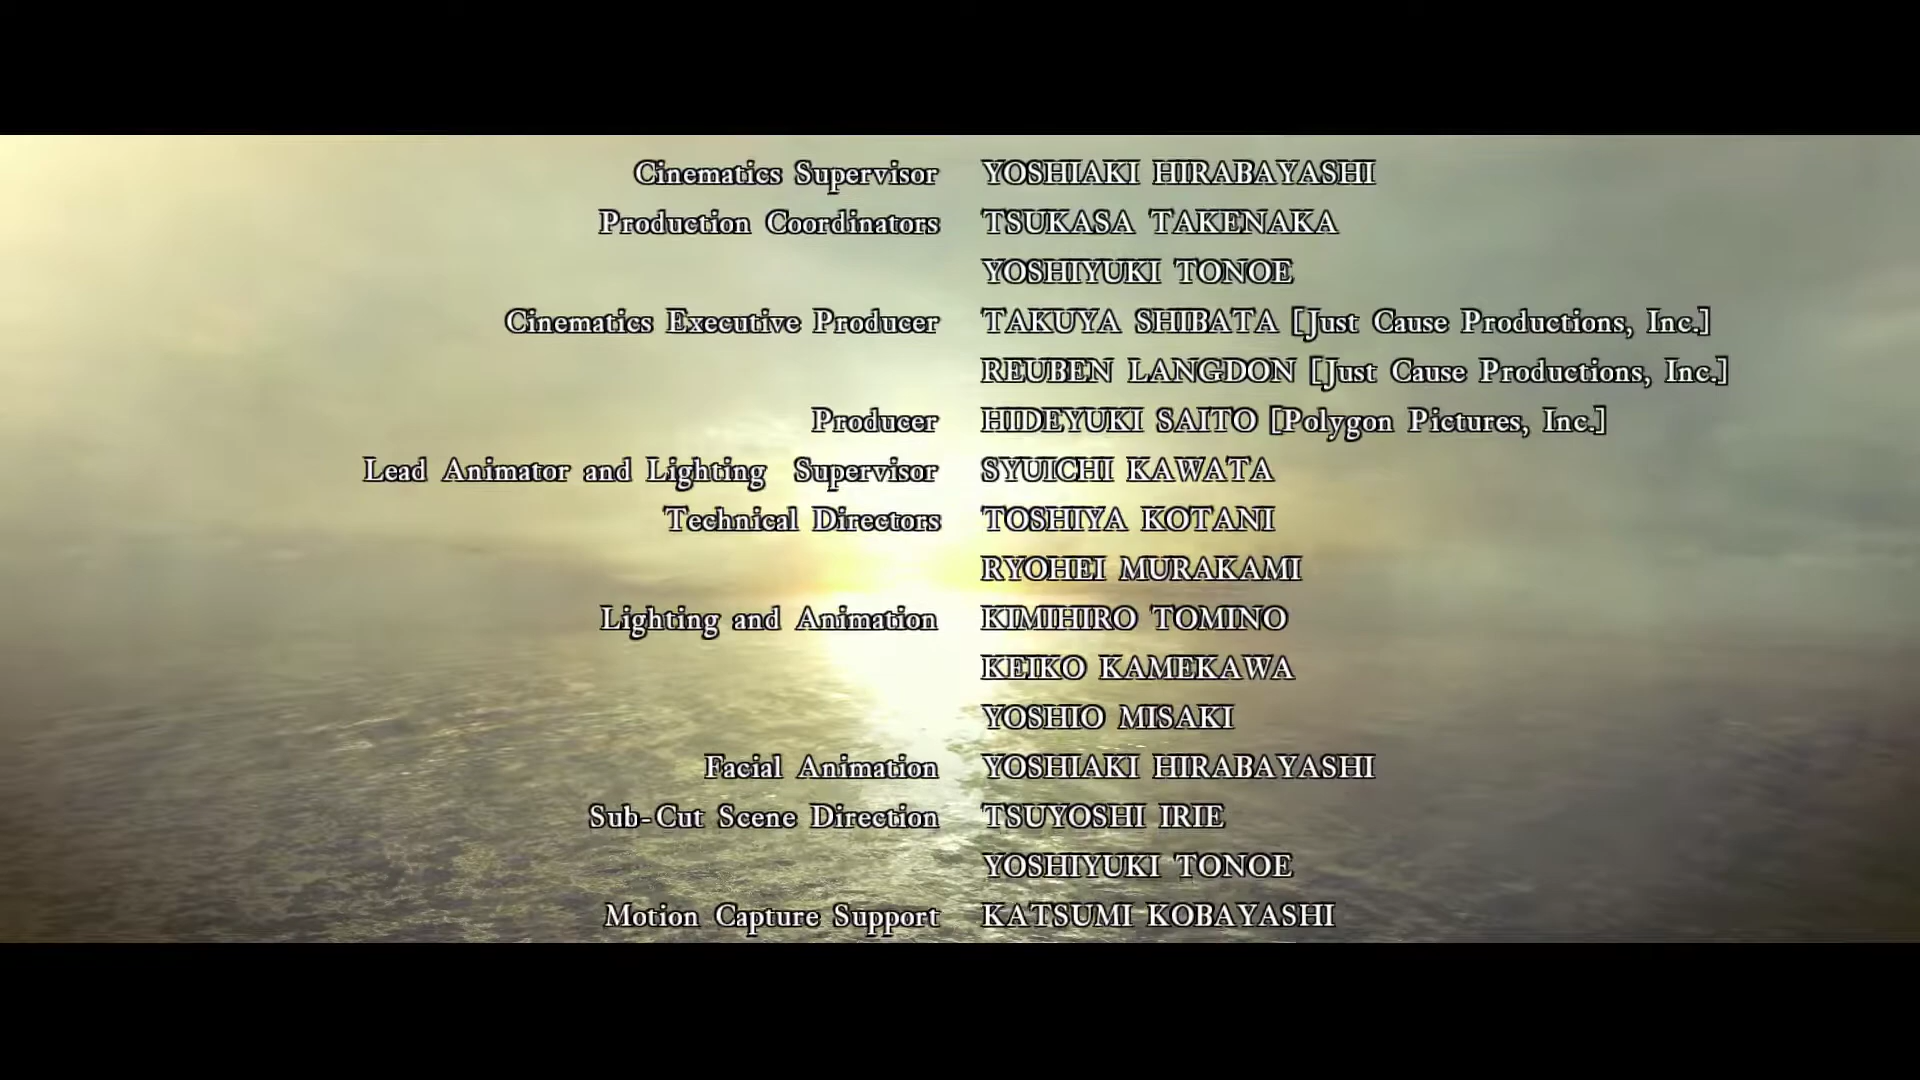 Cinematics Supervisor YOSHIAKI HIRABAYASHI
Production Coordinators TSUKASA TAKENAKA
YOSHIYUKI TONOE
Cinematics Executive Producer TAKUYA SHIBATA [Just Cause Productions, Inc.]
REUBEN LANGDON [Just Cause Productions, Inc.]
Producer HIDEYUKI SAITO [Polygon Pictures, Inc.]
Lead Animator and Lighting Supervisor SYUICHI KAWATA
Technical Directors TOSHIYA KOTANI
RYOHEI MURAKAMI
Lighting and Animation KIMIHIRO TOMINO
KEIKO KAMEKAWA
YOSHIO MISAKI
Facial Animation YOSHIAKI HIRABAYASHI
Sub-Cut Scene Direction TSUYOSHI IRIE
YOSHIYUKI TONOE
Motion Capture Support KATSUMI KOBAYASHI